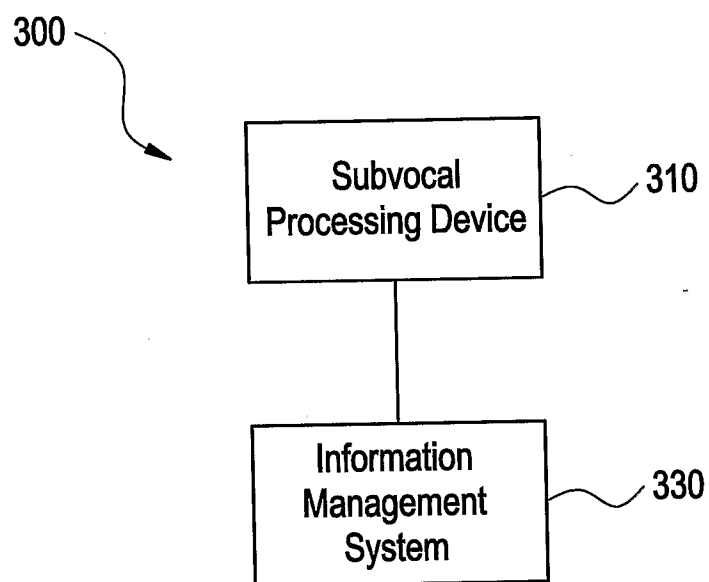 300
Subvocal
Processing Device
310
Information
Management
System
330